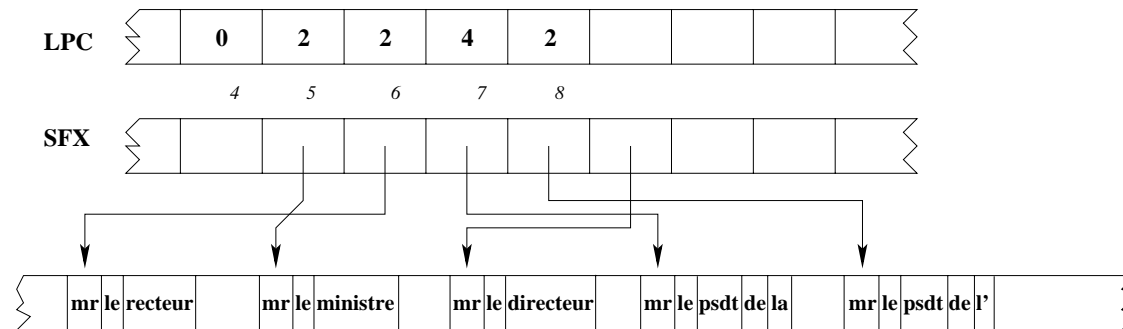 LPC 0 2 2 4 2
4 5 6 7 8
SFX
mr le recteur mr le ministre mr le directeur mr le psdt de la mr le psdt de l'